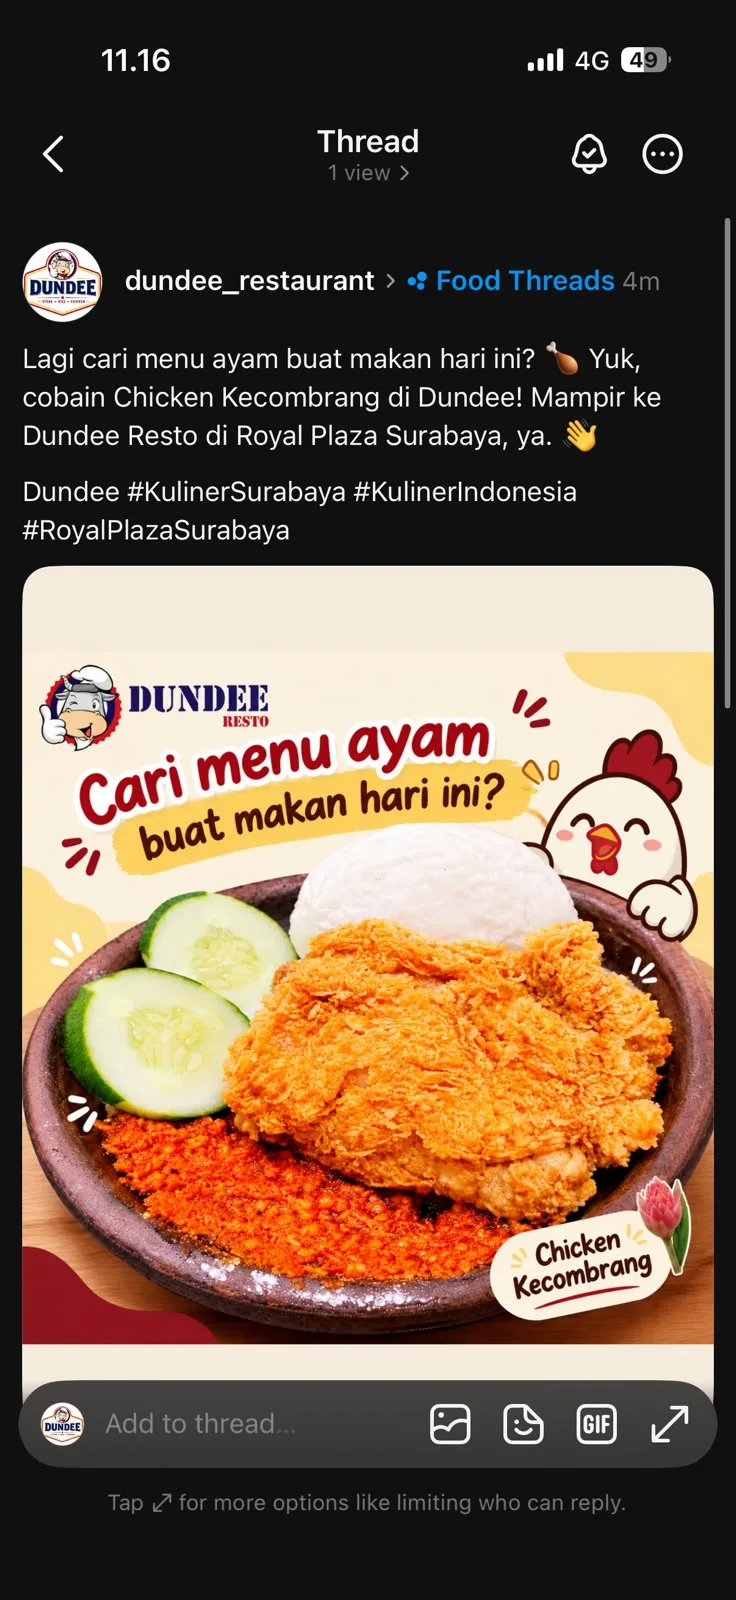 11.16
4G
49
Thread
1 view >
dundee_restaurant > Food Threads 4m
Lagi cari menu ayam buat makan hari ini? 🍗 Yuk,
cobain Chicken Kecombrang di Dundee! Mampir ke
Dundee Resto di Royal Plaza Surabaya, ya. 👋
Dundee #KulinerSurabaya #KulinerIndonesia
#RoyalPlazaSurabaya
DUNDEE
RESTO
Cari menu ayam
buat makan hari ini?
Chicken
Kecombrang
DUNDEE
Add to thread...
GIF
Tap ⤢ for more options like limiting who can reply.